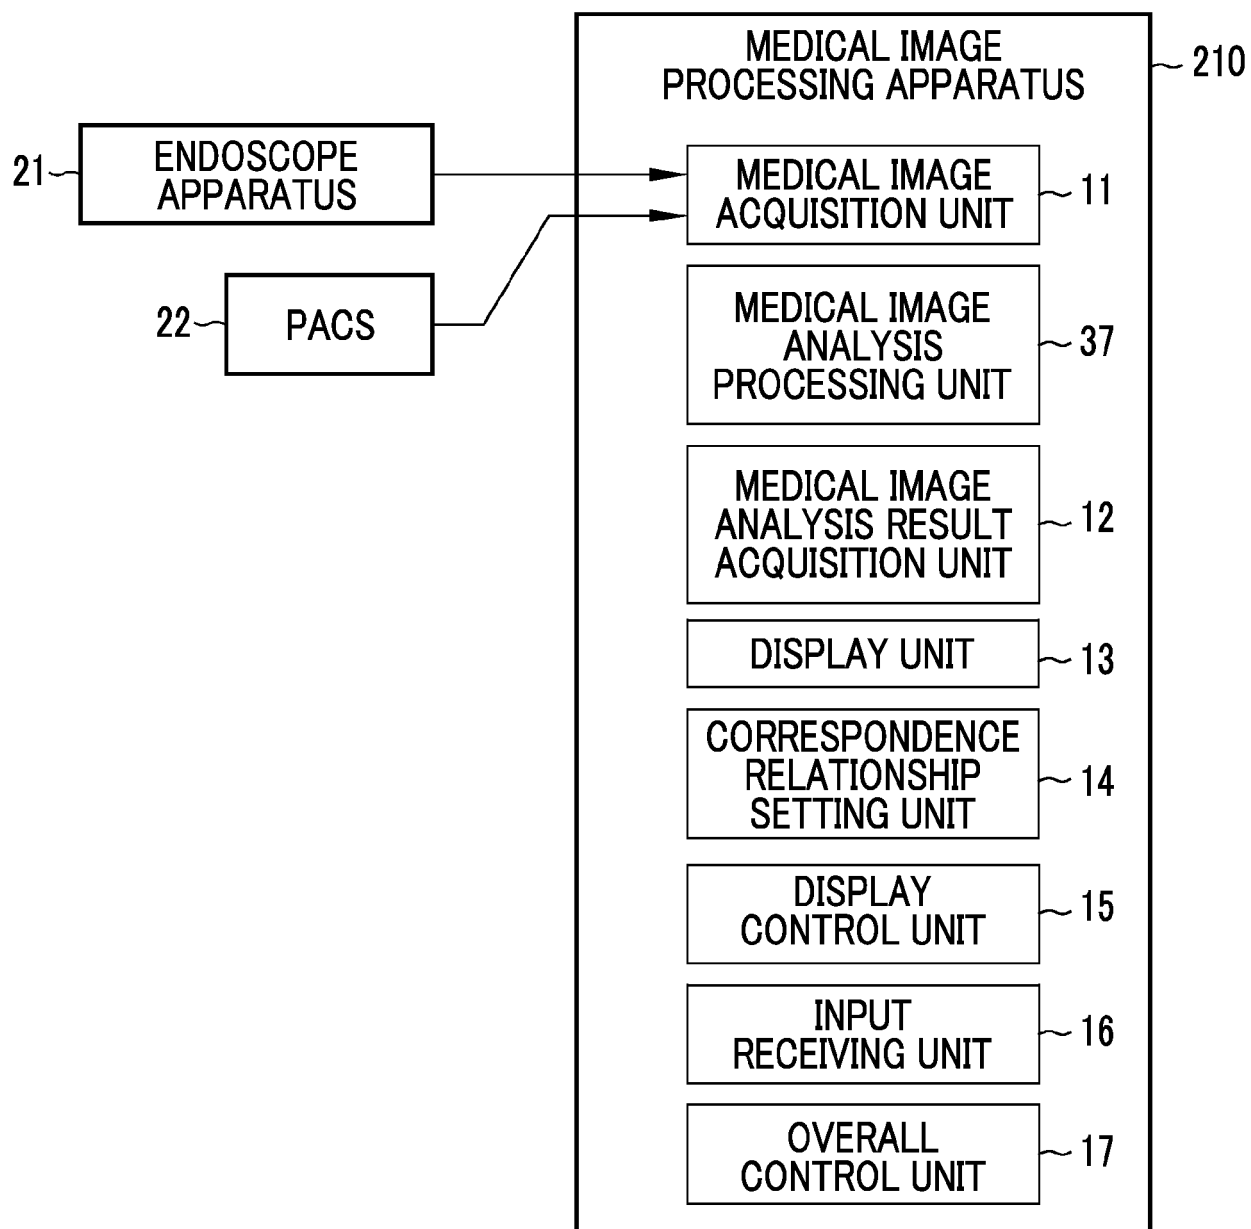 MEDICAL IMAGE
PROCESSING APPARATUS
210
21
ENDOSCOPE
APPARATUS
MEDICAL IMAGE
ACQUISITION UNIT
11
22
PACS
MEDICAL IMAGE
ANALYSIS
PROCESSING UNIT
37
MEDICAL IMAGE
ANALYSIS RESULT
ACQUISITION UNIT
12
DISPLAY UNIT
13
CORRESPONDENCE
RELATIONSHIP
SETTING UNIT
14
DISPLAY
CONTROL UNIT
15
INPUT
RECEIVING UNIT
16
OVERALL
CONTROL UNIT
17